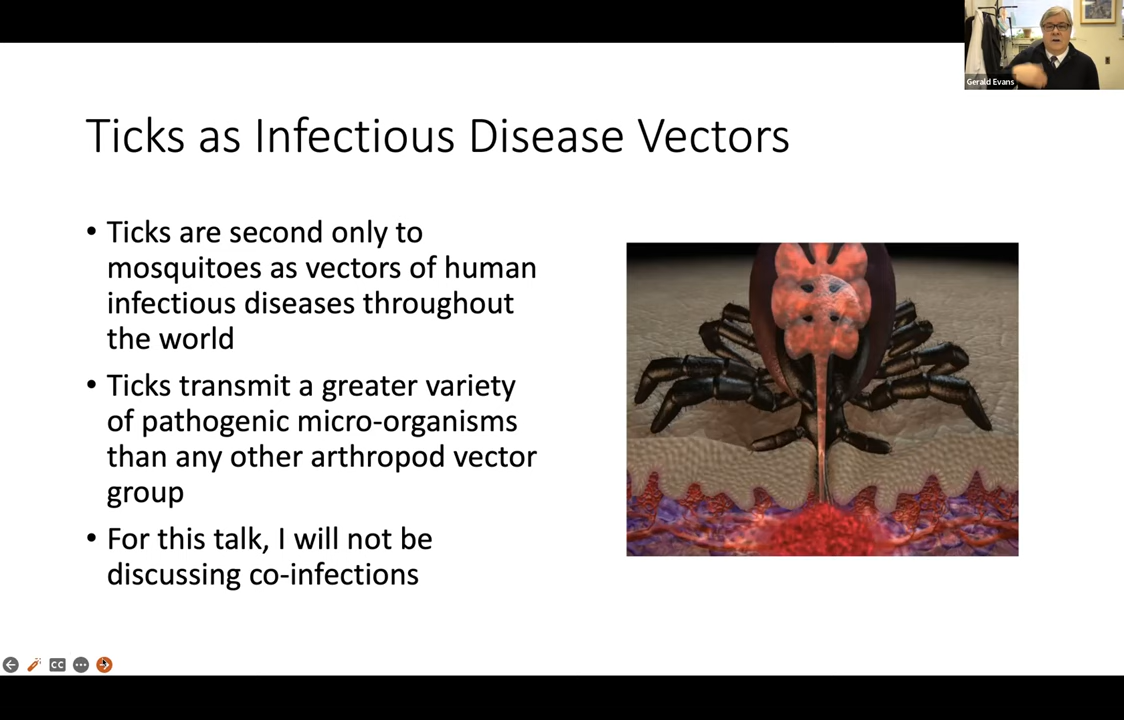 Gerald Evans
Ticks as Infectious Disease Vectors
• Ticks are second only to
mosquitoes as vectors of human
infectious diseases throughout
the world
• Ticks transmit a greater variety
of pathogenic micro-organisms
than any other arthropod vector
group
• For this talk, I will not be
discussing co-infections
CC